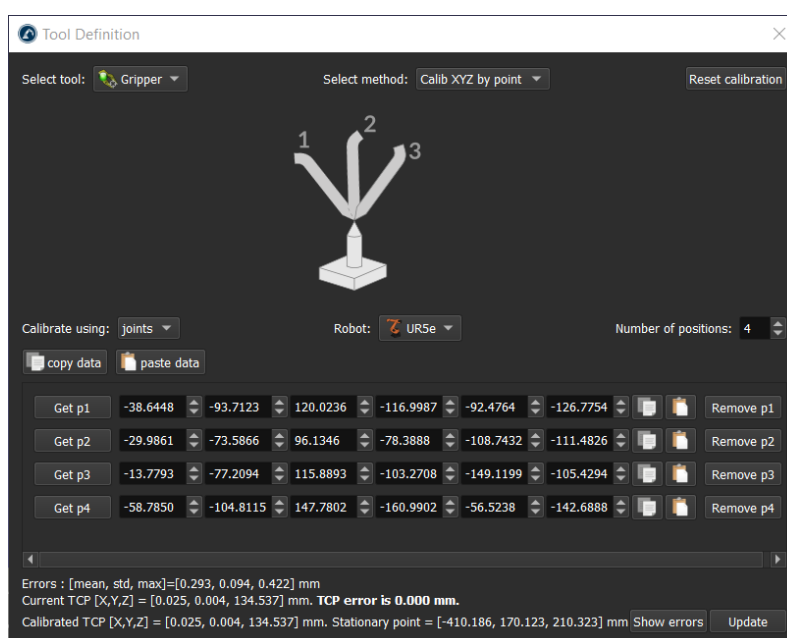 Tool Definition
Select tool: Gripper Select method: Calib XYZ by point Reset calibration
1 2 3
Calibrate using: joints Robot: UR5e Number of positions: 4
copy data paste data
Get p1 -38.6448 -93.7123 120.0236 -116.9987 -92.4764 -126.7754 Remove p1
Get p2 -29.9861 -73.5866 96.1346 -78.3888 -108.7432 -111.4826 Remove p2
Get p3 -13.7793 -77.2094 115.8893 -103.2708 -149.1199 -105.4294 Remove p3
Get p4 -58.7850 -104.8115 147.7802 -160.9902 -56.5238 -142.6888 Remove p4
Errors : [mean, std, max]=[0.293, 0.094, 0.422] mm
Current TCP [X,Y,Z] = [0.025, 0.004, 134.537] mm. TCP error is 0.000 mm.
Calibrated TCP [X,Y,Z] = [0.025, 0.004, 134.537] mm. Stationary point = [-410.186, 170.123, 210.323] mm Show errors Update